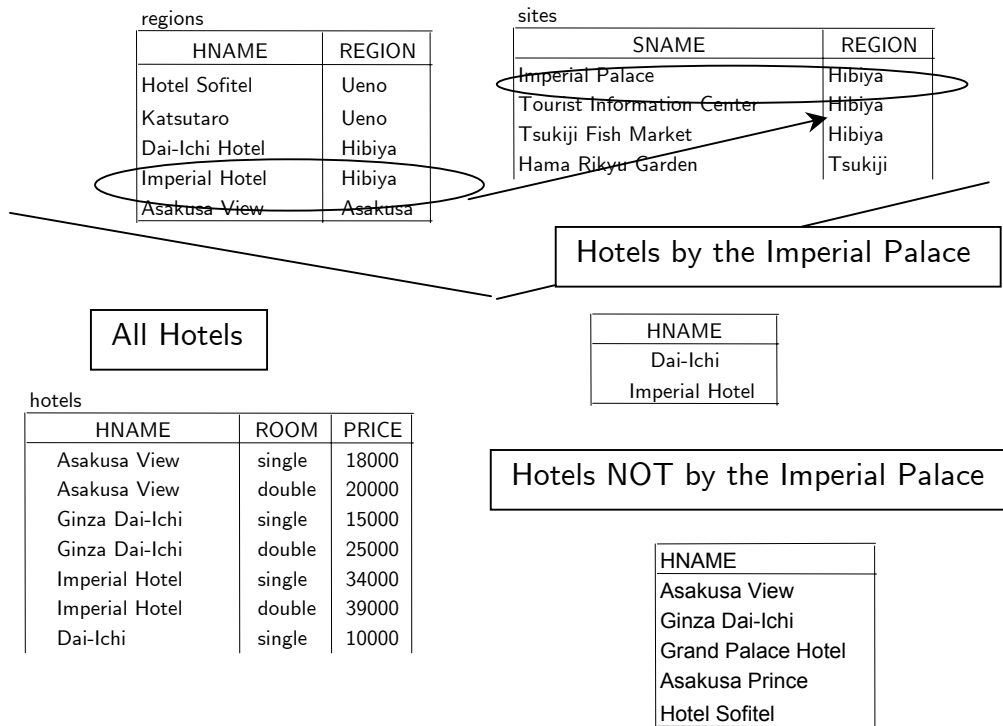 regions
HNAME REGION
Hotel Sofitel Ueno
Katsutaro Ueno
Dai-Ichi Hotel Hibiya
Imperial Hotel Hibiya
Asakusa View Asakusa
sites
SNAME REGION
Imperial Palace Hibiya
Tourist Information Center Hibiya
Tsukiji Fish Market Hibiya
Hama Rikyu Garden Tsukiji
Hotels by the Imperial Palace
HNAME
Dai-Ichi
Imperial Hotel
All Hotels
hotels
HNAME ROOM PRICE
Asakusa View single 18000
Asakusa View double 20000
Ginza Dai-Ichi single 15000
Ginza Dai-Ichi double 25000
Imperial Hotel single 34000
Imperial Hotel double 39000
Dai-Ichi single 10000
Hotels NOT by the Imperial Palace
HNAME
Asakusa View
Ginza Dai-Ichi
Grand Palace Hotel
Asakusa Prince
Hotel Sofitel